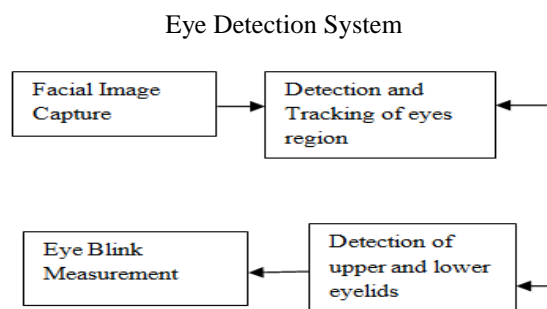 Eye Detection System
Facial Image
Capture
Detection and
Tracking of eyes
region
Eye Blink
Measurement
Detection of
upper and lower
eyelids